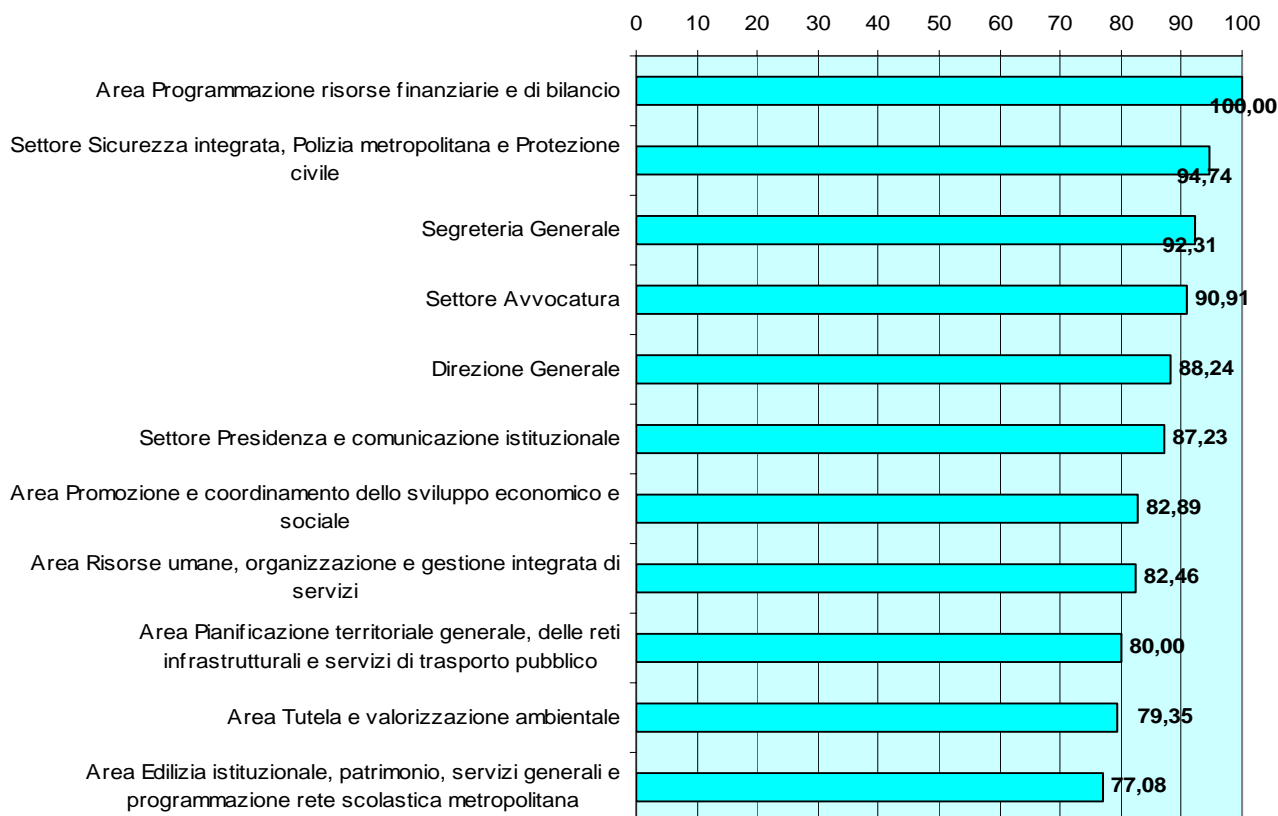 0 10 20 30 40 50 60 70 80 90 100
Area Programmazione risorse finanziarie e di bilancio
100,00
Settore Sicurezza integrata, Polizia metropolitana e Protezione
civile
94,74
Segreteria Generale
92,31
Settore Avvocatura
90,91
Direzione Generale
88,24
Settore Presidenza e comunicazione istituzionale
87,23
Area Promozione e coordinamento dello sviluppo economico e
sociale
82,89
Area Risorse umane, organizzazione e gestione integrata di
servizi
82,46
Area Pianificazione territoriale generale, delle reti
infrastrutturali e servizi di trasporto pubblico
80,00
Area Tutela e valorizzazione ambientale
79,35
Area Edilizia istituzionale, patrimonio, servizi generali e
programmazione rete scolastica metropolitana
77,08